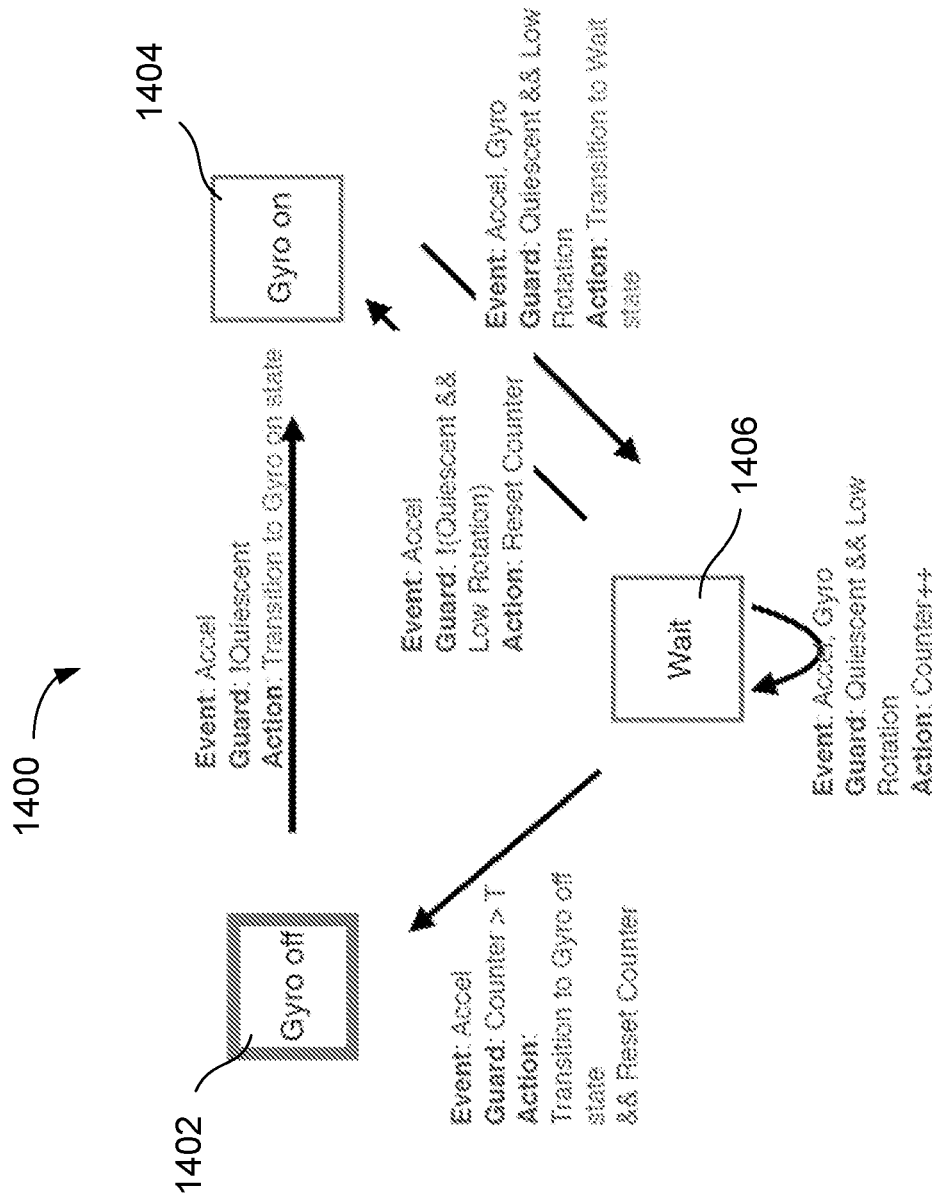 1400
1402
Gyro off
Event: Accel
Guard: !Quiescent
Action: Transition to Gyro on state
1404
Gyro on
Event: Accel
Guard: !(Quiescent &&
Low Rotation)
Action: Reset Counter
Event: Accel, Gyro
Guard: Quiescent && Low
Rotation
Action: Transition to Wait
state
Event: Accel
Guard: Counter > T
Action:
Transition to Gyro off
state
&& Reset Counter
1406
Wait
Event: Accel, Gyro
Guard: Quiescent && Low
Rotation
Action: Counter++